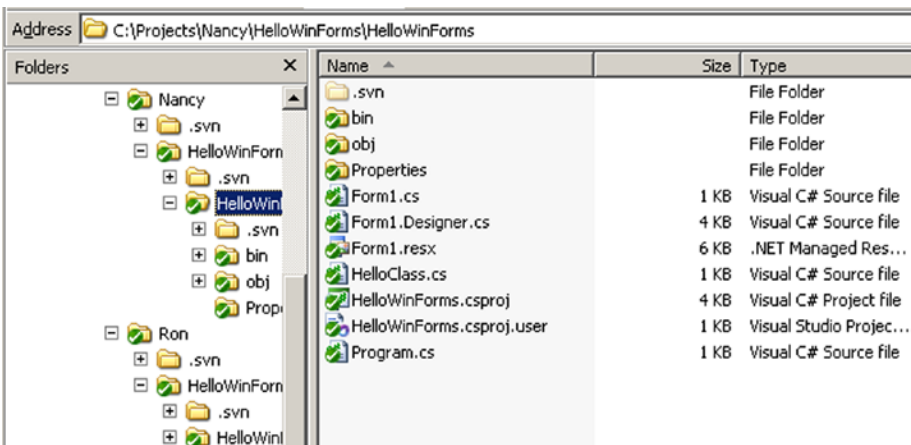 Address C:\Projects\Nancy\HelloWinForms\HelloWinForms
Folders
Nancy
.svn
HelloWinForn
.svn
HelloWinl
.svn
bin
obj
Prop
Ron
.svn
HelloWinForn
.svn
HelloWinl
Name Size Type
.svn File Folder
bin File Folder
obj File Folder
Properties File Folder
Form1.cs 1 KB Visual C# Source file
Form1.Designer.cs 4 KB Visual C# Source file
Form1.resx 6 KB .NET Managed Res...
HelloClass.cs 1 KB Visual C# Source file
HelloWinForms.csproj 4 KB Visual C# Project file
HelloWinForms.csproj.user 1 KB Visual Studio Projec...
Program.cs 1 KB Visual C# Source file